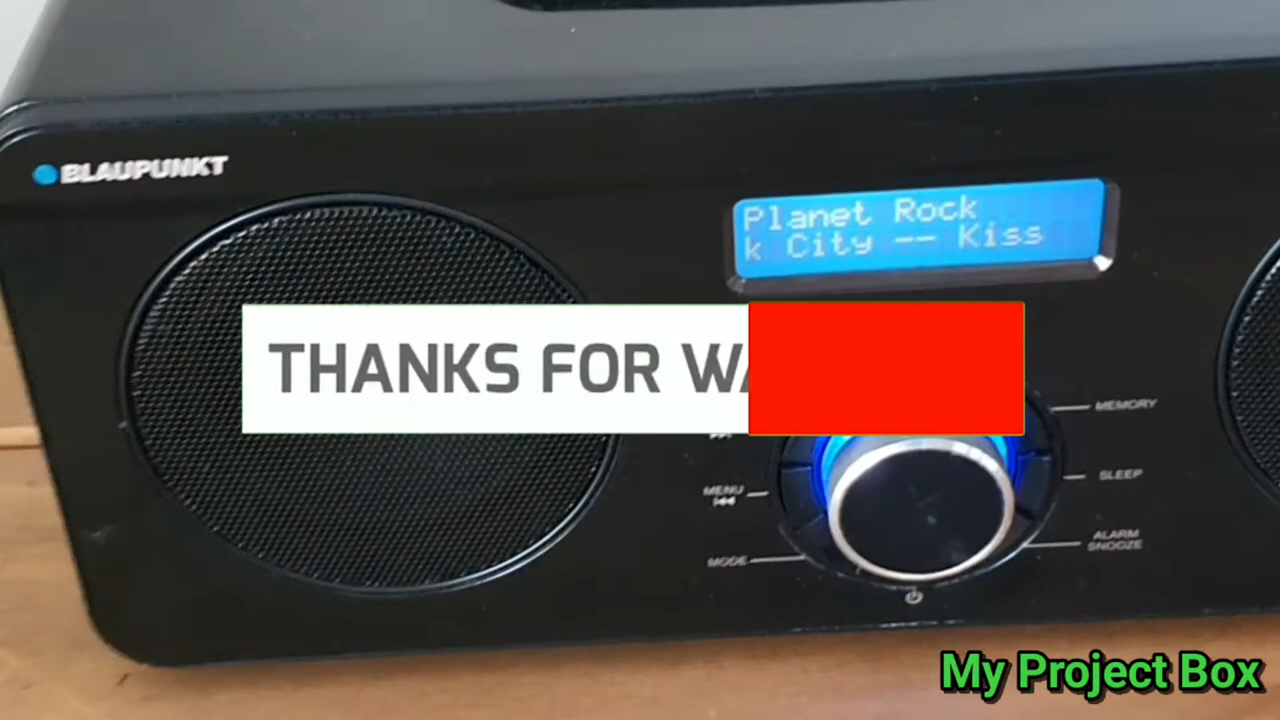 BLAUPUNKT
Planet Rock
k City -- Kiss
THANKS FOR WA
MEMORY
MENU
SLEEP
MODE
ALARM
SNOOZE
My Project Box